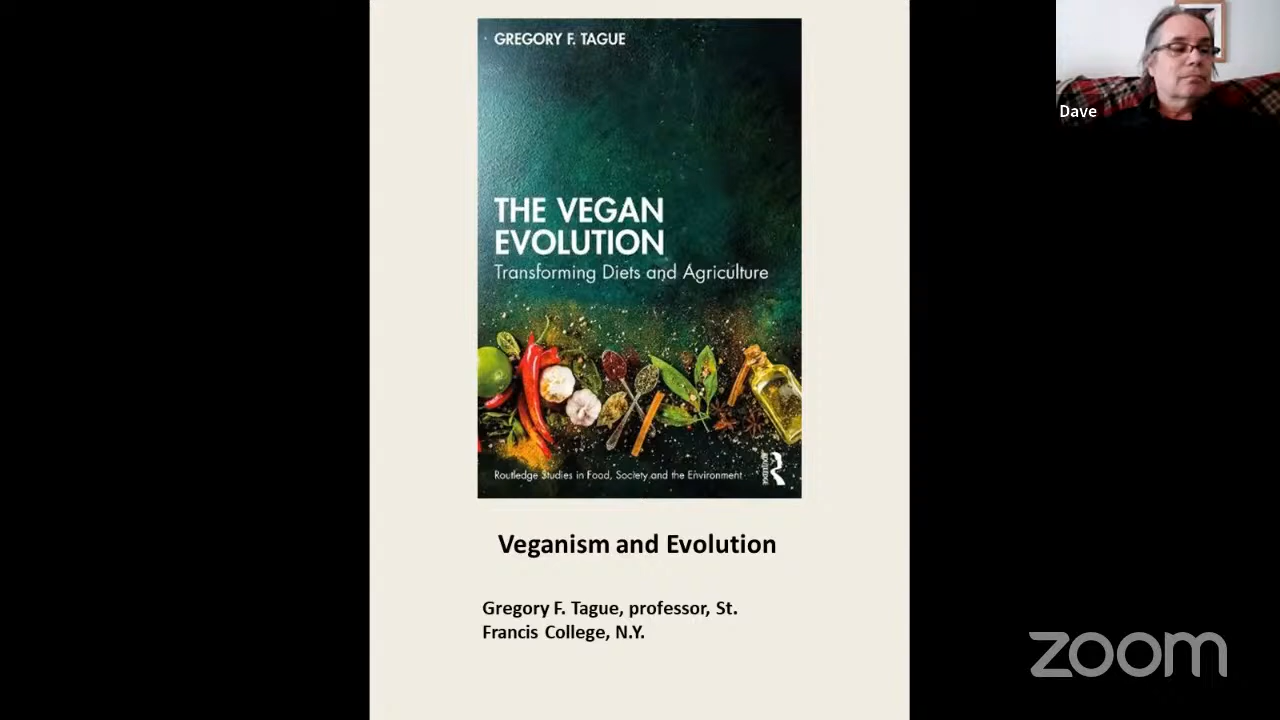 GREGORY F. TAGUE
THE VEGAN
EVOLUTION
Transforming Diets and Agriculture
Routledge Studies in Food, Society and the Environment
ROUTLEDGE
Veganism and Evolution
Gregory F. Tague, professor, St.
Francis College, N.Y.
Dave
zoom